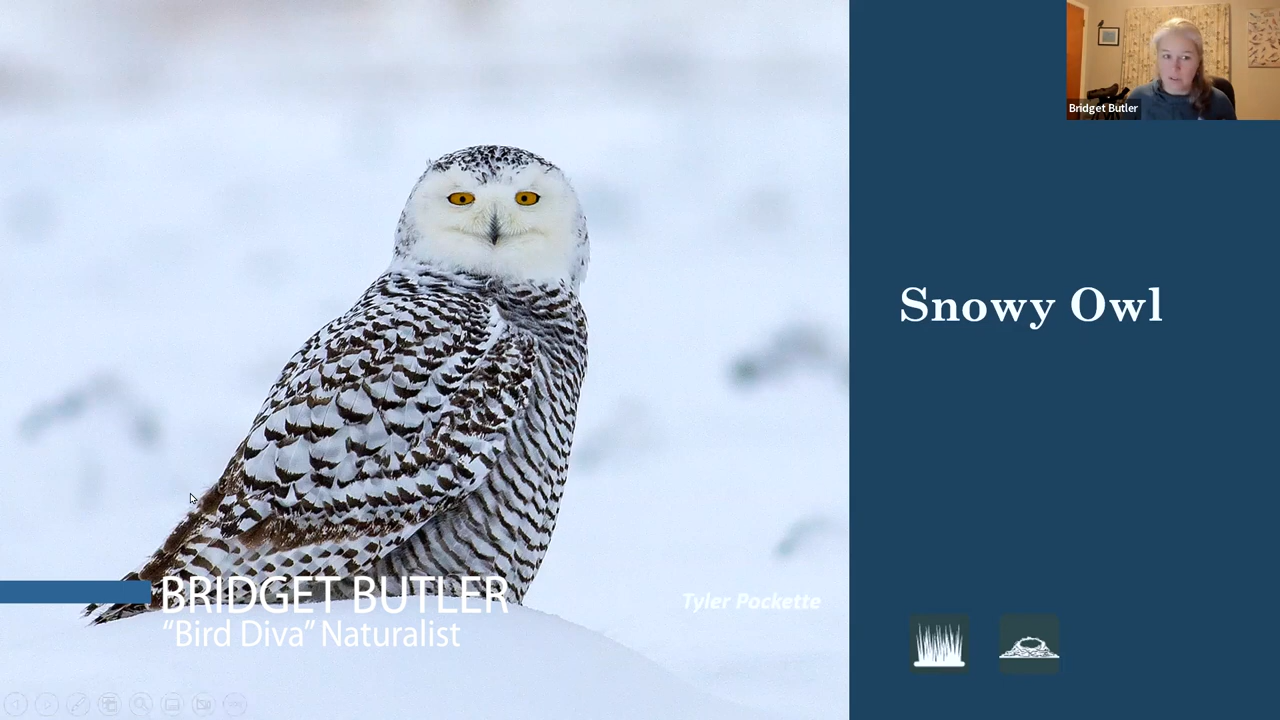 Bridget Butler
Snowy Owl
BRIDGET BUTLER
“Bird Diva” Naturalist
Tyler Pockette